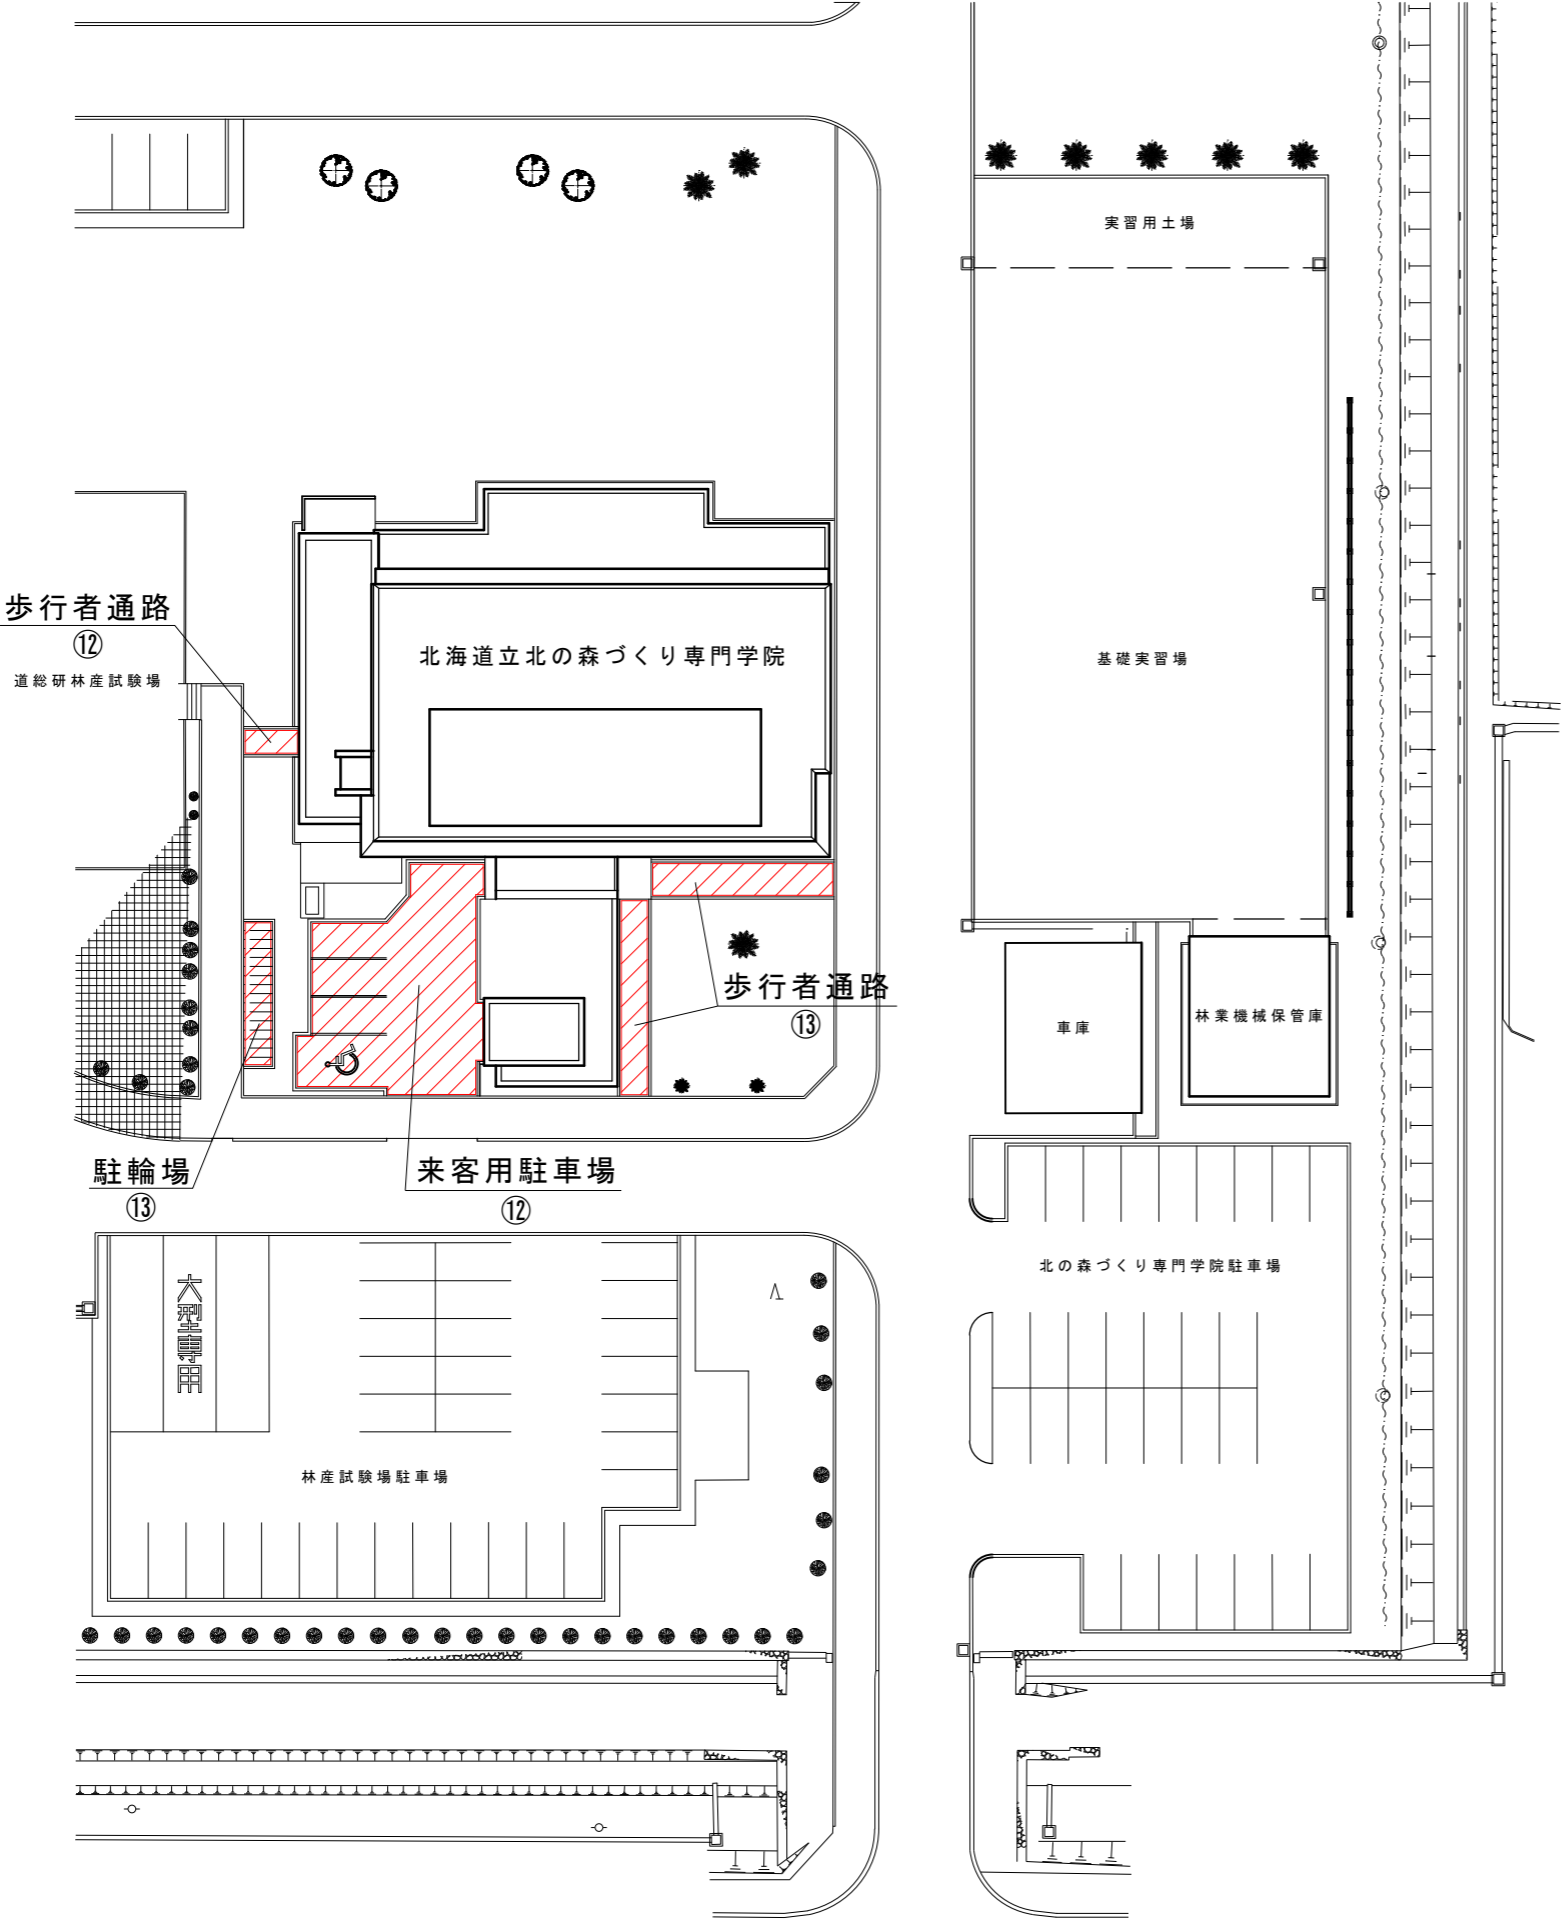 実習用土場
歩行者通路
⑫
道総研林産試験場
北海道立北の森づくり専門学院
基礎実習場
歩行者通路
⑬
車庫
林業機械保管庫
駐輪場
⑬
来客用駐車場
⑫
北の森づくり専門学院駐車場
大型専用
林産試験場駐車場